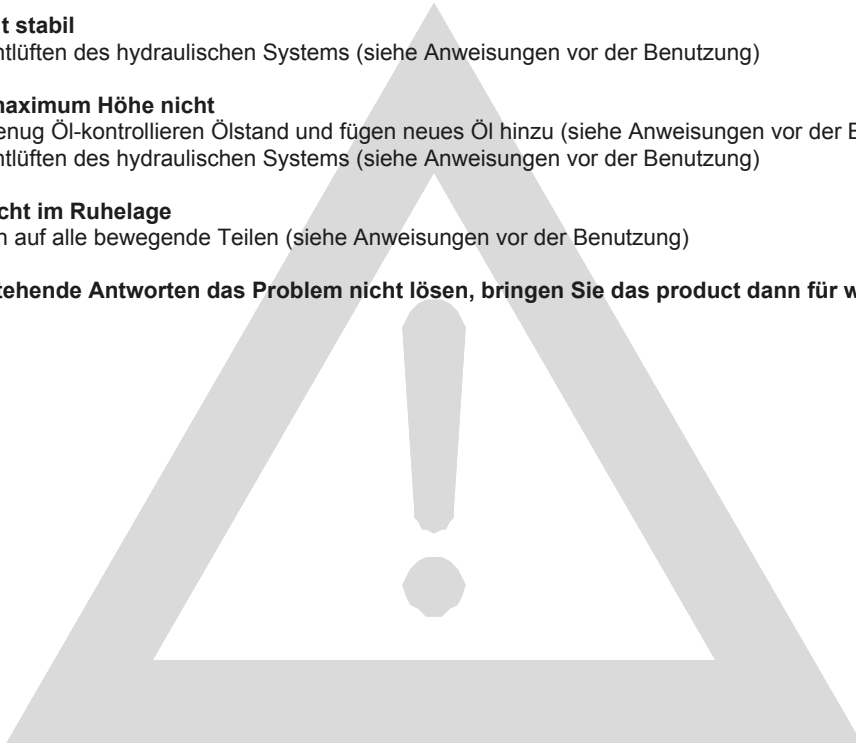 t stabil
ntlüften des hydraulischen Systems (siehe Anweisungen vor der Benutzung)
maximum Höhe nicht
enug Öl-kontrollieren Ölstand und fügen neues Öl hinzu (siehe Anweisungen vor der
ntlüften des hydraulischen Systems (siehe Anweisungen vor der Benutzung)
cht im Ruhelage
n auf alle bewegende Teilen (siehe Anweisungen vor der Benutzung)
tehende Antworten das Problem nicht lösen, bringen Sie das product dann für w